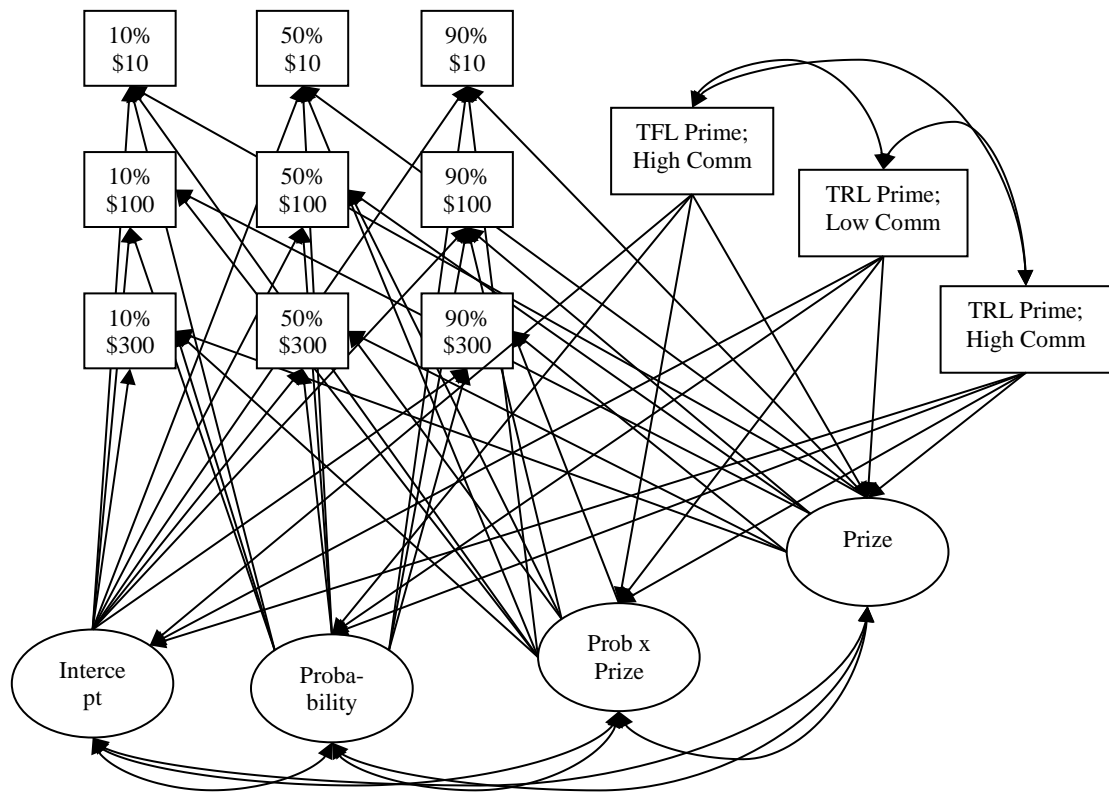 10%
$10
50%
$10
90%
$10
TFL Prime;
High Comm
10%
$100
50%
$100
90%
$100
TRL Prime;
Low Comm
10%
$300
50%
$300
90%
$300
TRL Prime;
High Comm
Prize
Interce
pt
Proba-
bility
Prob x
Prize